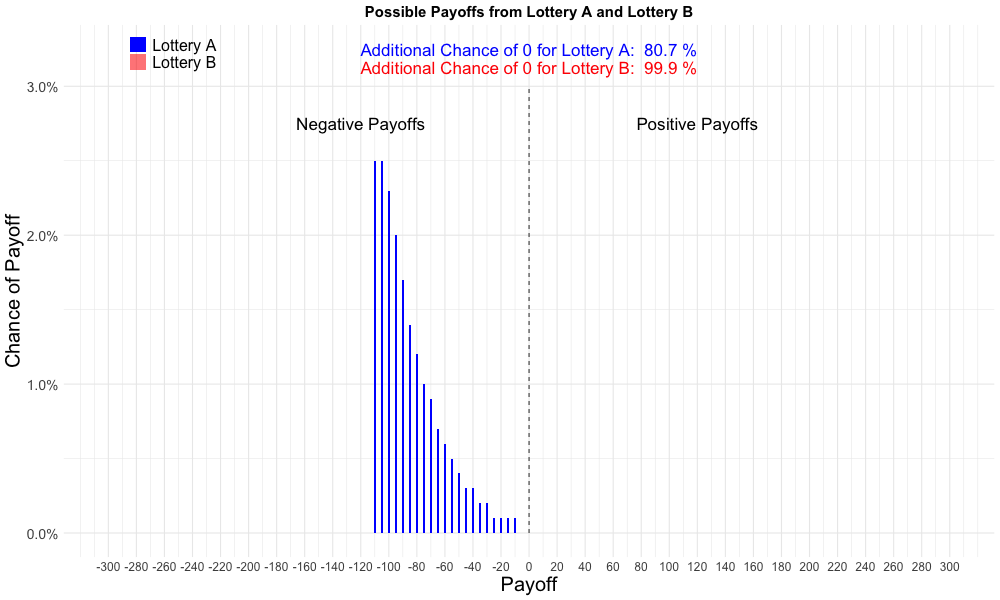 Possible Payoffs from Lottery A and Lottery B
Lottery A
Lottery B
Additional Chance of 0 for Lottery A: 80.7 %
Additional Chance of 0 for Lottery B: 99.9 %
Negative Payoffs
Positive Payoffs
Chance of Payoff
3.0%
2.0%
1.0%
0.0%
-300 -280 -260 -240 -220 -200 -180 -160 -140 -120 -100 -80 -60 -40 -20 0 20 40 60 80 100 120 140 160 180 200 220 240 260 280 300
Payoff